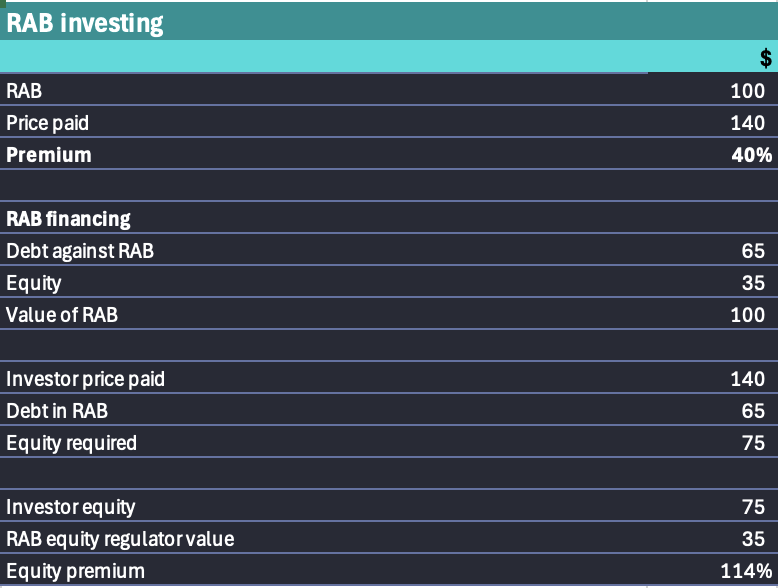 RAB investing
$
RAB 100
Price paid 140
Premium 40%
RAB financing
Debt against RAB 65
Equity 35
Value of RAB 100
Investor price paid 140
Debt in RAB 65
Equity required 75
Investor equity 75
RAB equity regulator value 35
Equity premium 114%